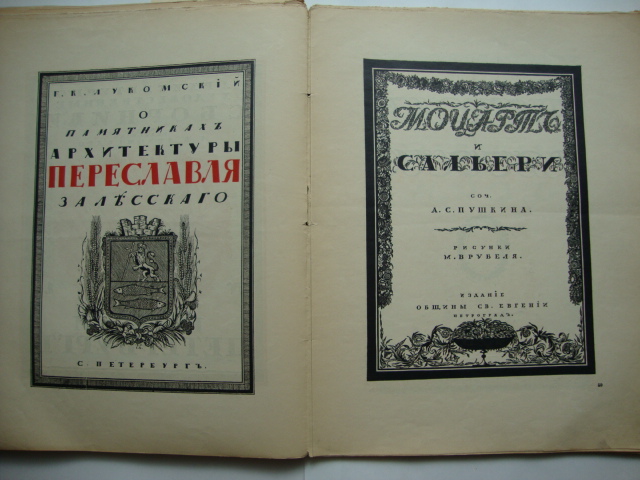 Г. К. ЛУКОМСКІЙ
О
ПАМЯТНИКАХЪ
АРХИТЕКТУРЫ
ПЕРЕСЛАВЛЯ
ЗАЛѢССКАГО
С. ПЕТЕРБУРГЪ.
МОЦАРТЪ
И
САЛЬЕРИ
СОЧ.
А. С. ПУШКИНА.
РИСУНКИ
М. ВРУБЕЛЯ.
ИЗДАНІЕ
ОБЩИНЫ СВ. ЕВГЕНІИ
ПЕТРОГРАДЪ.